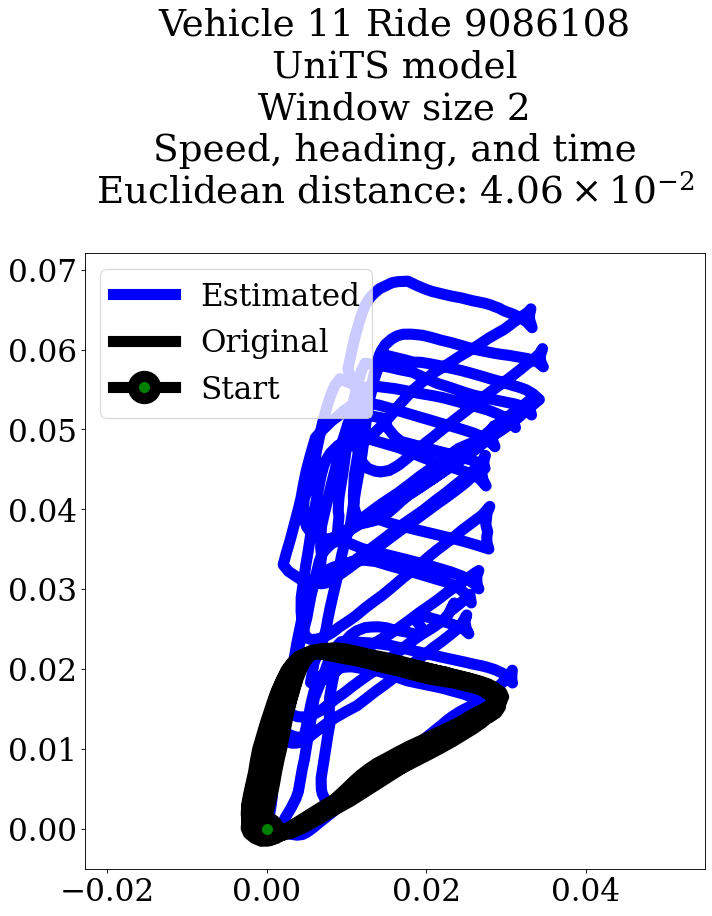 Vehicle 11 Ride 9086108
UniTS model
Window size 2
Speed, heading, and time
Euclidean distance: 4.06 × 10⁻²
Estimated
Original
Start
0.07
0.06
0.05
0.04
0.03
0.02
0.01
0.00
−0.02 0.00 0.02 0.04